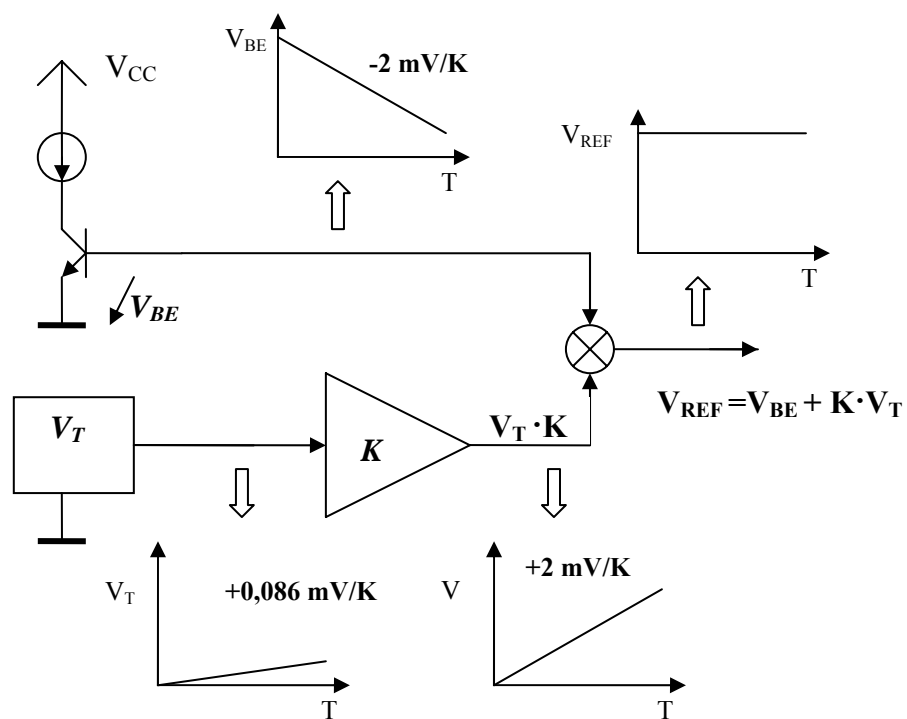 V_BE
-2 mV/K
T
V_CC
V_REF
T
V_BE
V_REF=V_BE + K·V_T
V_T
K
V_T ·K
V_T
+0,086 mV/K
T
V
+2 mV/K
T